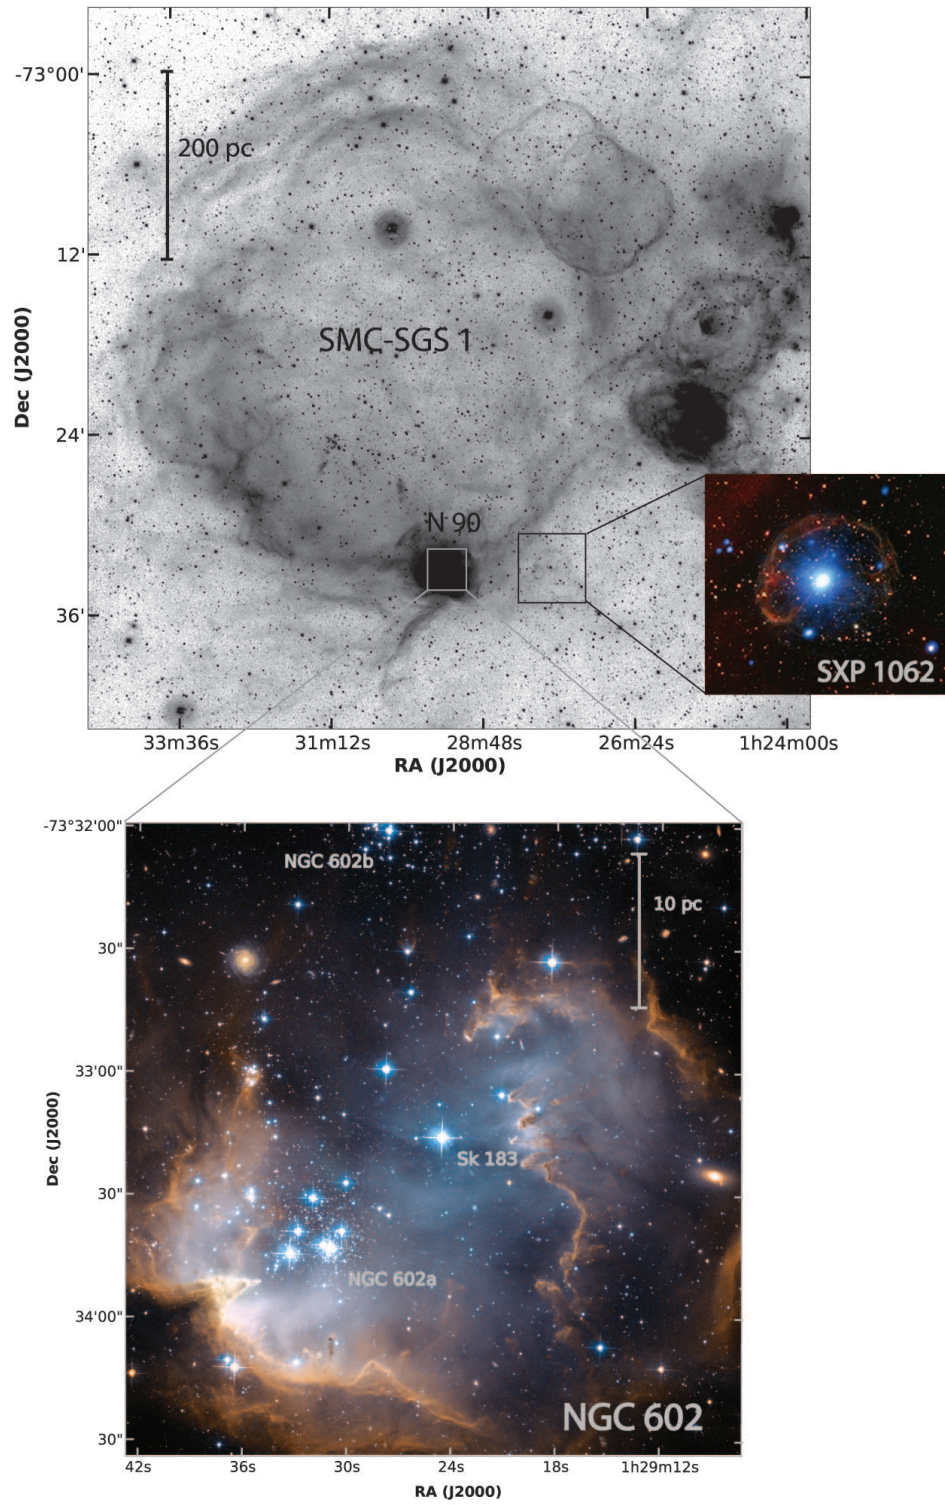 -73°00'
200 pc
12'
SMC-SGS 1
Dec (J2000)
24'
N 90
36'
SXP 1062
33m36s 31m12s 28m48s 26m24s 1h24m00s
RA (J2000)
-73°32'00"
NGC 602b
10 pc
30"
33'00"
Dec (J2000)
Sk 183
30"
NGC 602a
34'00"
NGC 602
30"
42s 36s 30s 24s 18s 1h29m12s
RA (J2000)